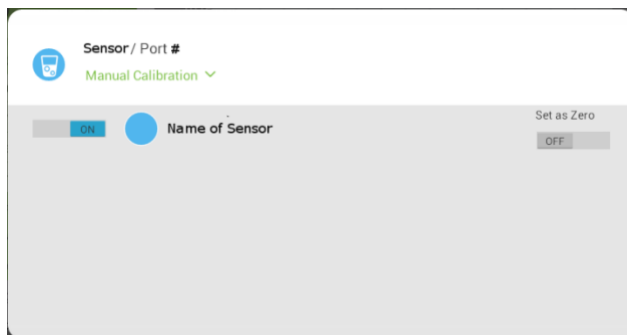 Sensor / Port #
Manual Calibration
Set as Zero
ON Name of Sensor
OFF